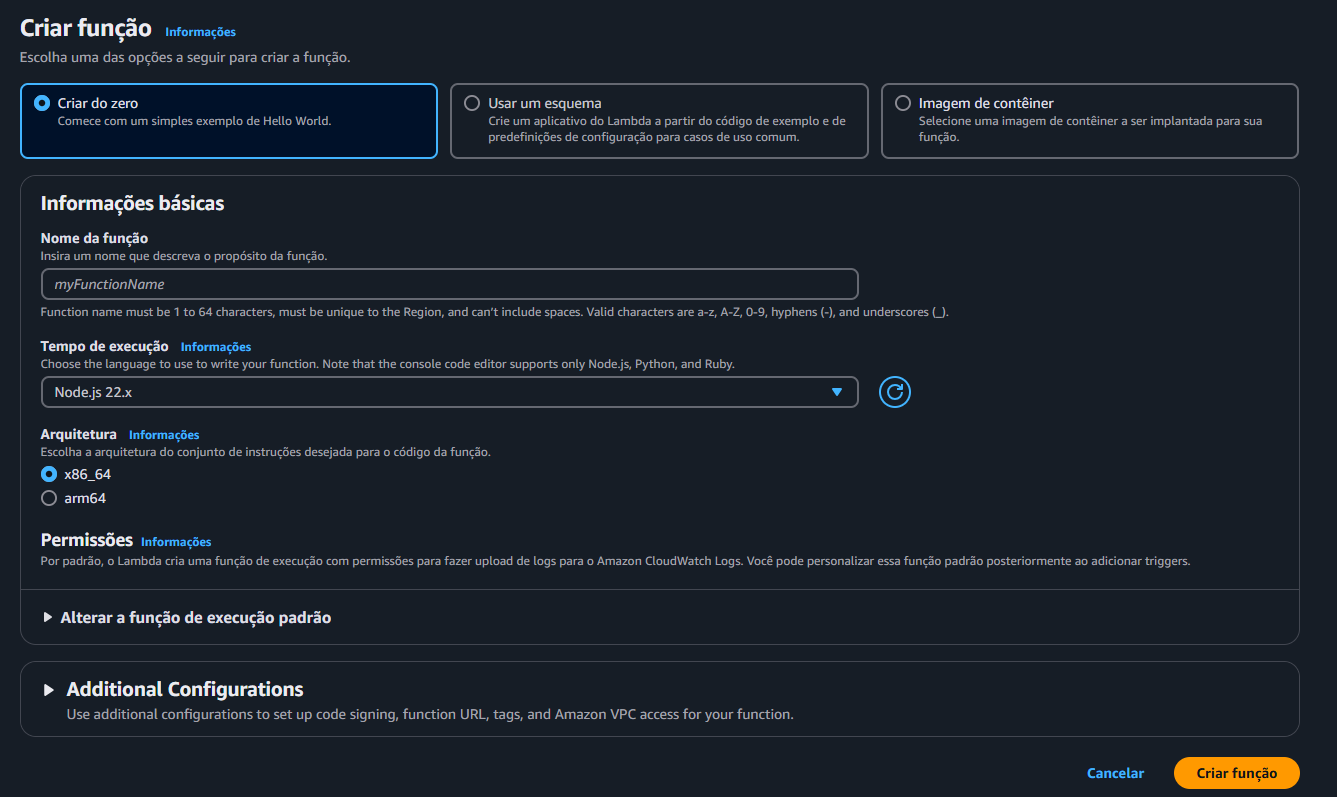 Criar função Informações
Escolha uma das opções a seguir para criar a função.
Criar do zero
Comece com um simples exemplo de Hello World.
Usar um esquema
Crie um aplicativo do Lambda a partir do código de exemplo e de
predefinições de configuração para casos de uso comum.
Imagem de contêiner
Selecione uma imagem de contêiner a ser implantada para sua
função.
Informações básicas
Nome da função
Insira um nome que descreva o propósito da função.
myFunctionName
Function name must be 1 to 64 characters, must be unique to the Region, and can't include spaces. Valid characters are a-z, A-Z, 0-9, hyphens (-), and underscores (_).
Tempo de execução Informações
Choose the language to use to write your function. Note that the console code editor supports only Node.js, Python, and Ruby.
Node.js 22.x
Arquitetura Informações
Escolha a arquitetura do conjunto de instruções desejada para o código da função.
x86_64
arm64
Permissões Informações
Por padrão, o Lambda cria uma função de execução com permissões para fazer upload de logs para o Amazon CloudWatch Logs. Você pode personalizar essa função padrão posteriormente ao adicionar triggers.
Alterar a função de execução padrão
Additional Configurations
Use additional configurations to set up code signing, function URL, tags, and Amazon VPC access for your function.
Cancelar
Criar função